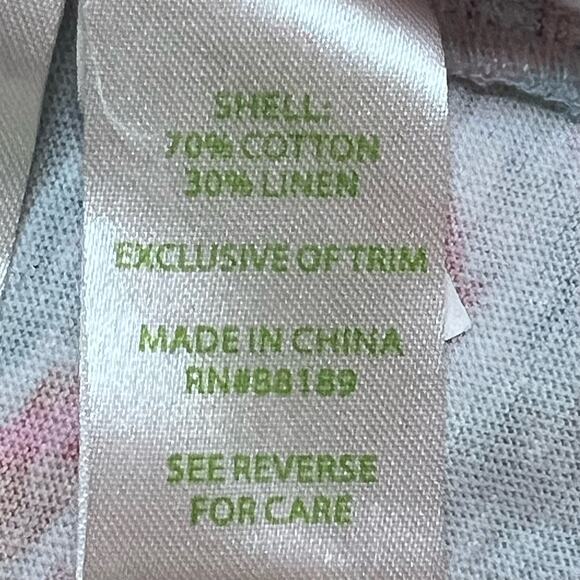 SHELL:
70% COTTON
30% LINEN
EXCLUSIVE OF TRIM
MADE IN CHINA
RN#88189
SEE REVERSE
FOR CARE